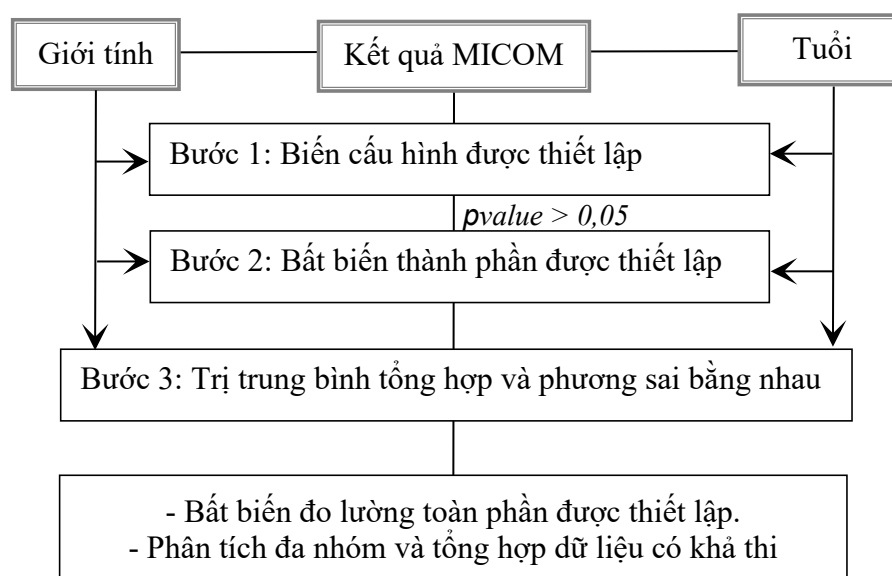 Giới tính
Kết quả MICOM
Tuổi
Bước 1: Biến cấu hình được thiết lập
pvalue > 0,05
Bước 2: Bất biến thành phần được thiết lập
Bước 3: Trị trung bình tổng hợp và phương sai bằng nhau
- Bất biến đo lường toàn phần được thiết lập.
- Phân tích đa nhóm và tổng hợp dữ liệu có khả thi